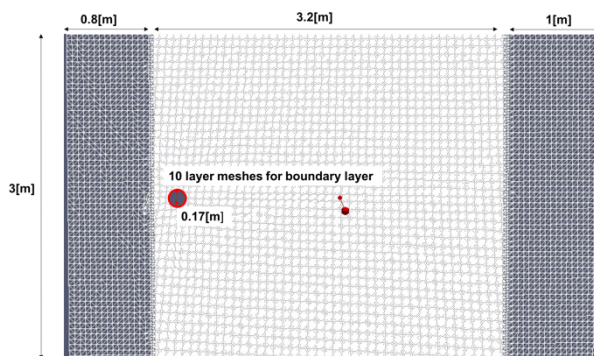 0.8[m]
3.2[m]
1[m]
10 layer meshes for boundary layer
3[m]
0.17[m]